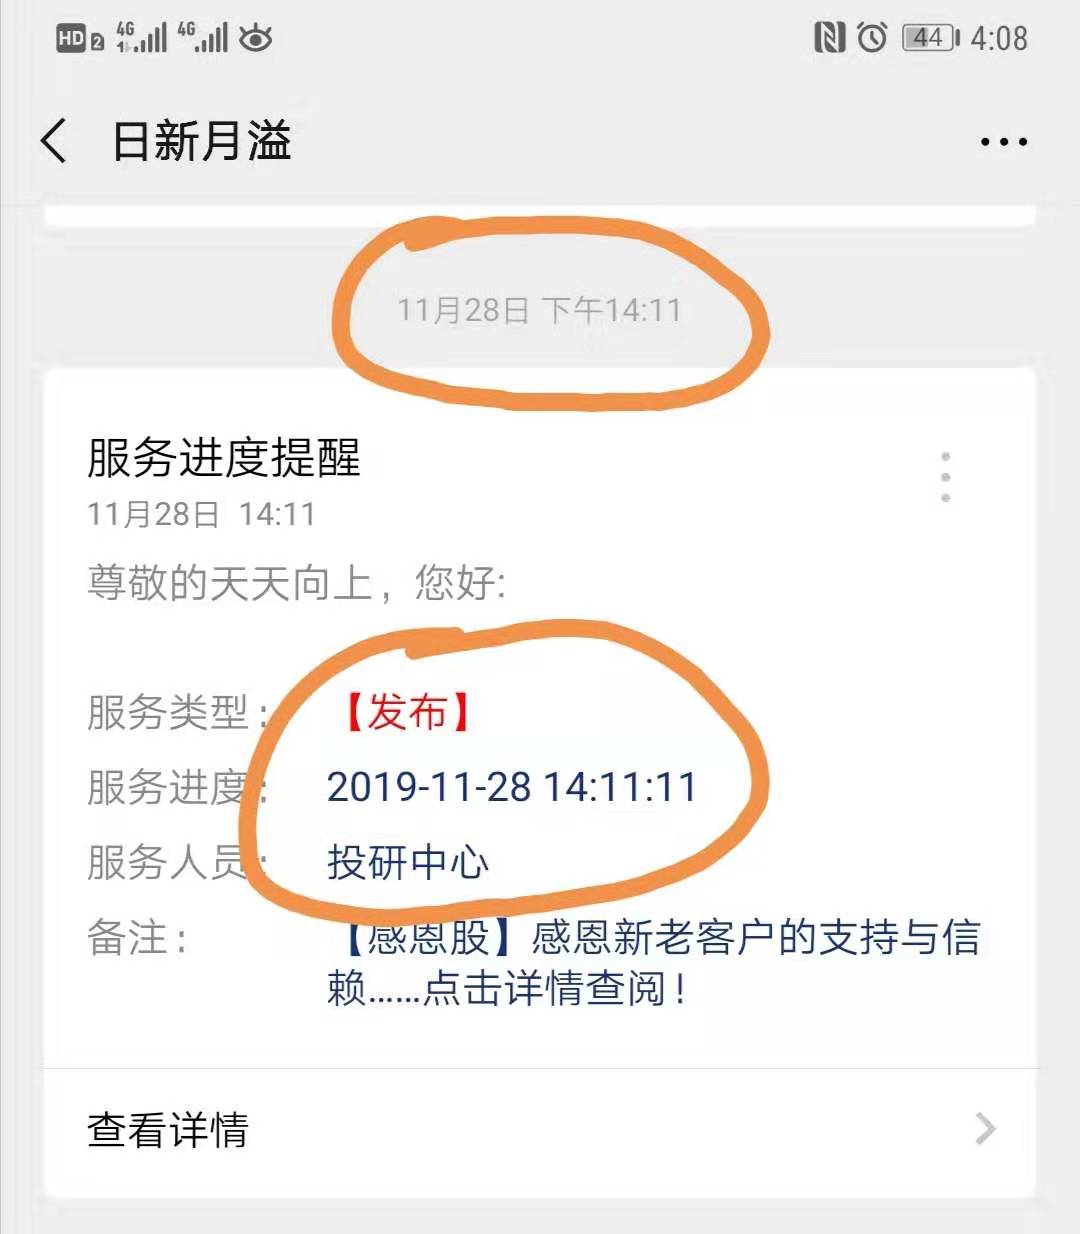 HD 2 4G 4G 44 4:08
日新月溢
11月28日 下午14:11
服务进度提醒
11月28日 14:11
尊敬的天天向上，您好:
服务类型： 【发布】
服务进度： 2019-11-28 14:11:11
服务人员： 投研中心
备注： 【感恩股】感恩新老客户的支持与信
赖......点击详情查阅！
查看详情